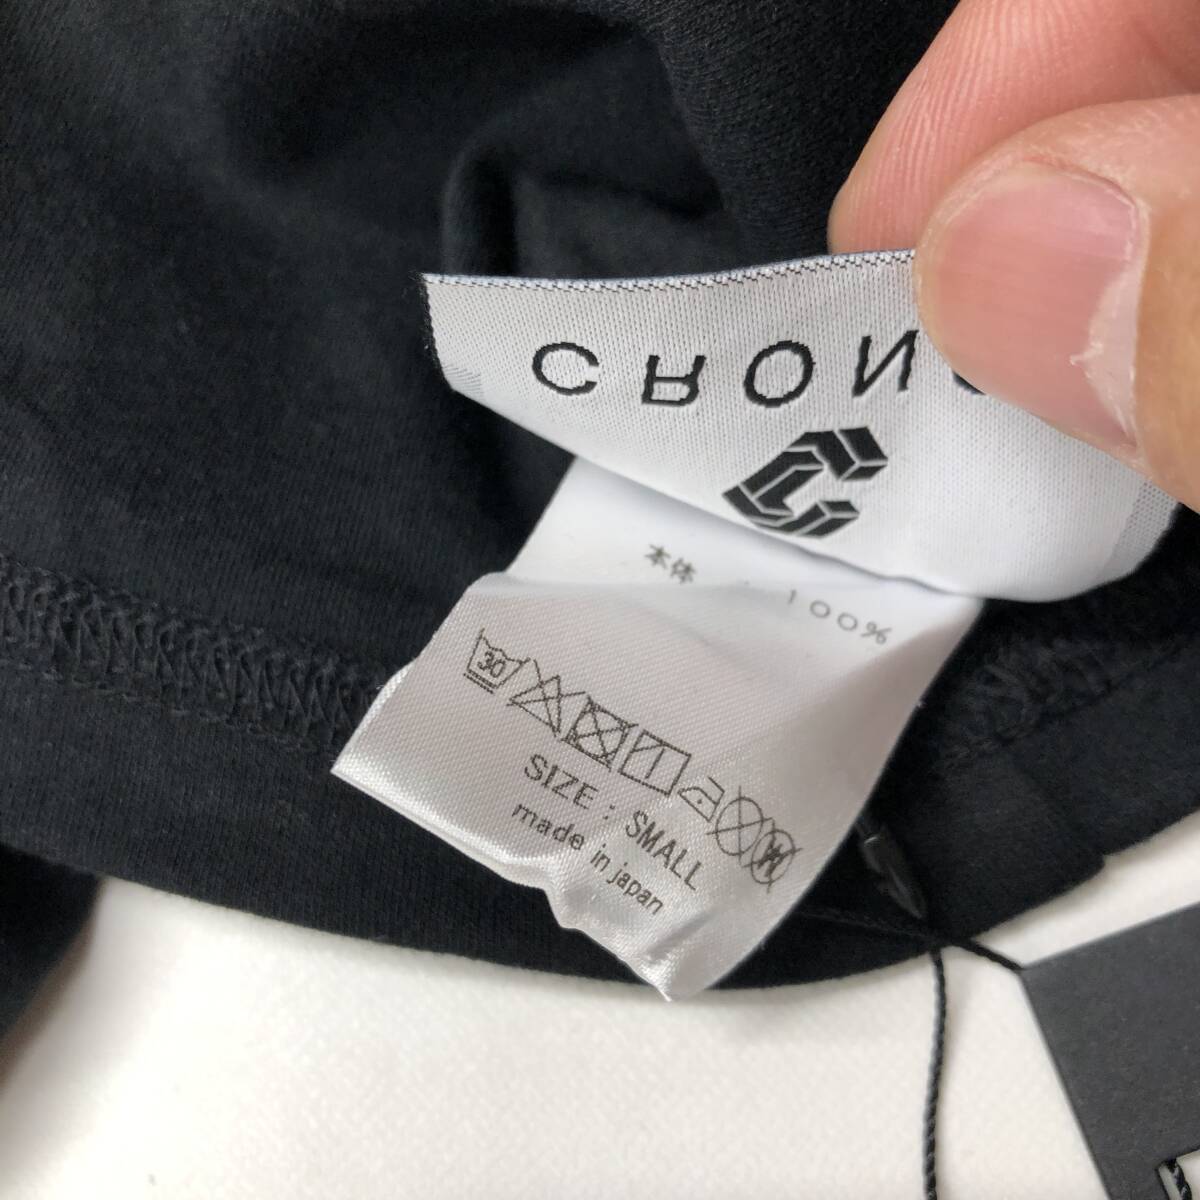 CRON
本体 100%
30
SIZE : SMALL
made in japan